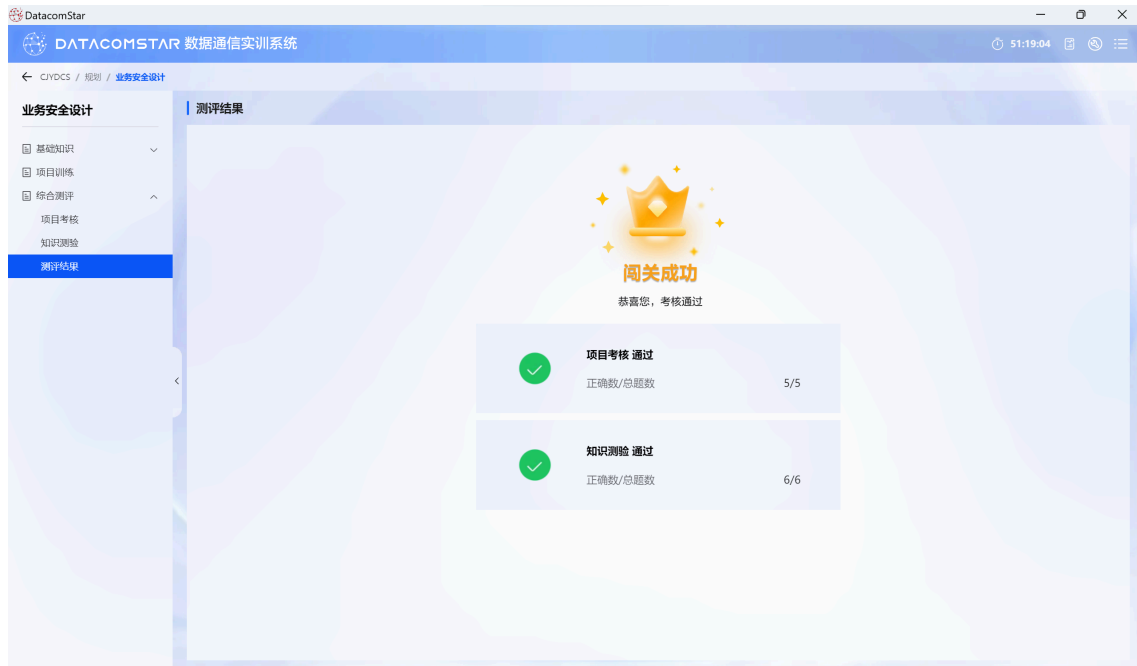 DatacomStar
DATACOMSTAR 数据通信实训系统
51:19:04
CJYDCS / 规划 / 业务安全设计
业务安全设计
基础知识
项目训练
综合测评
项目考核
知识测验
测评结果
测评结果
闯关成功
恭喜您，考核通过
项目考核 通过
正确数/总题数 5/5
知识测验 通过
正确数/总题数 6/6